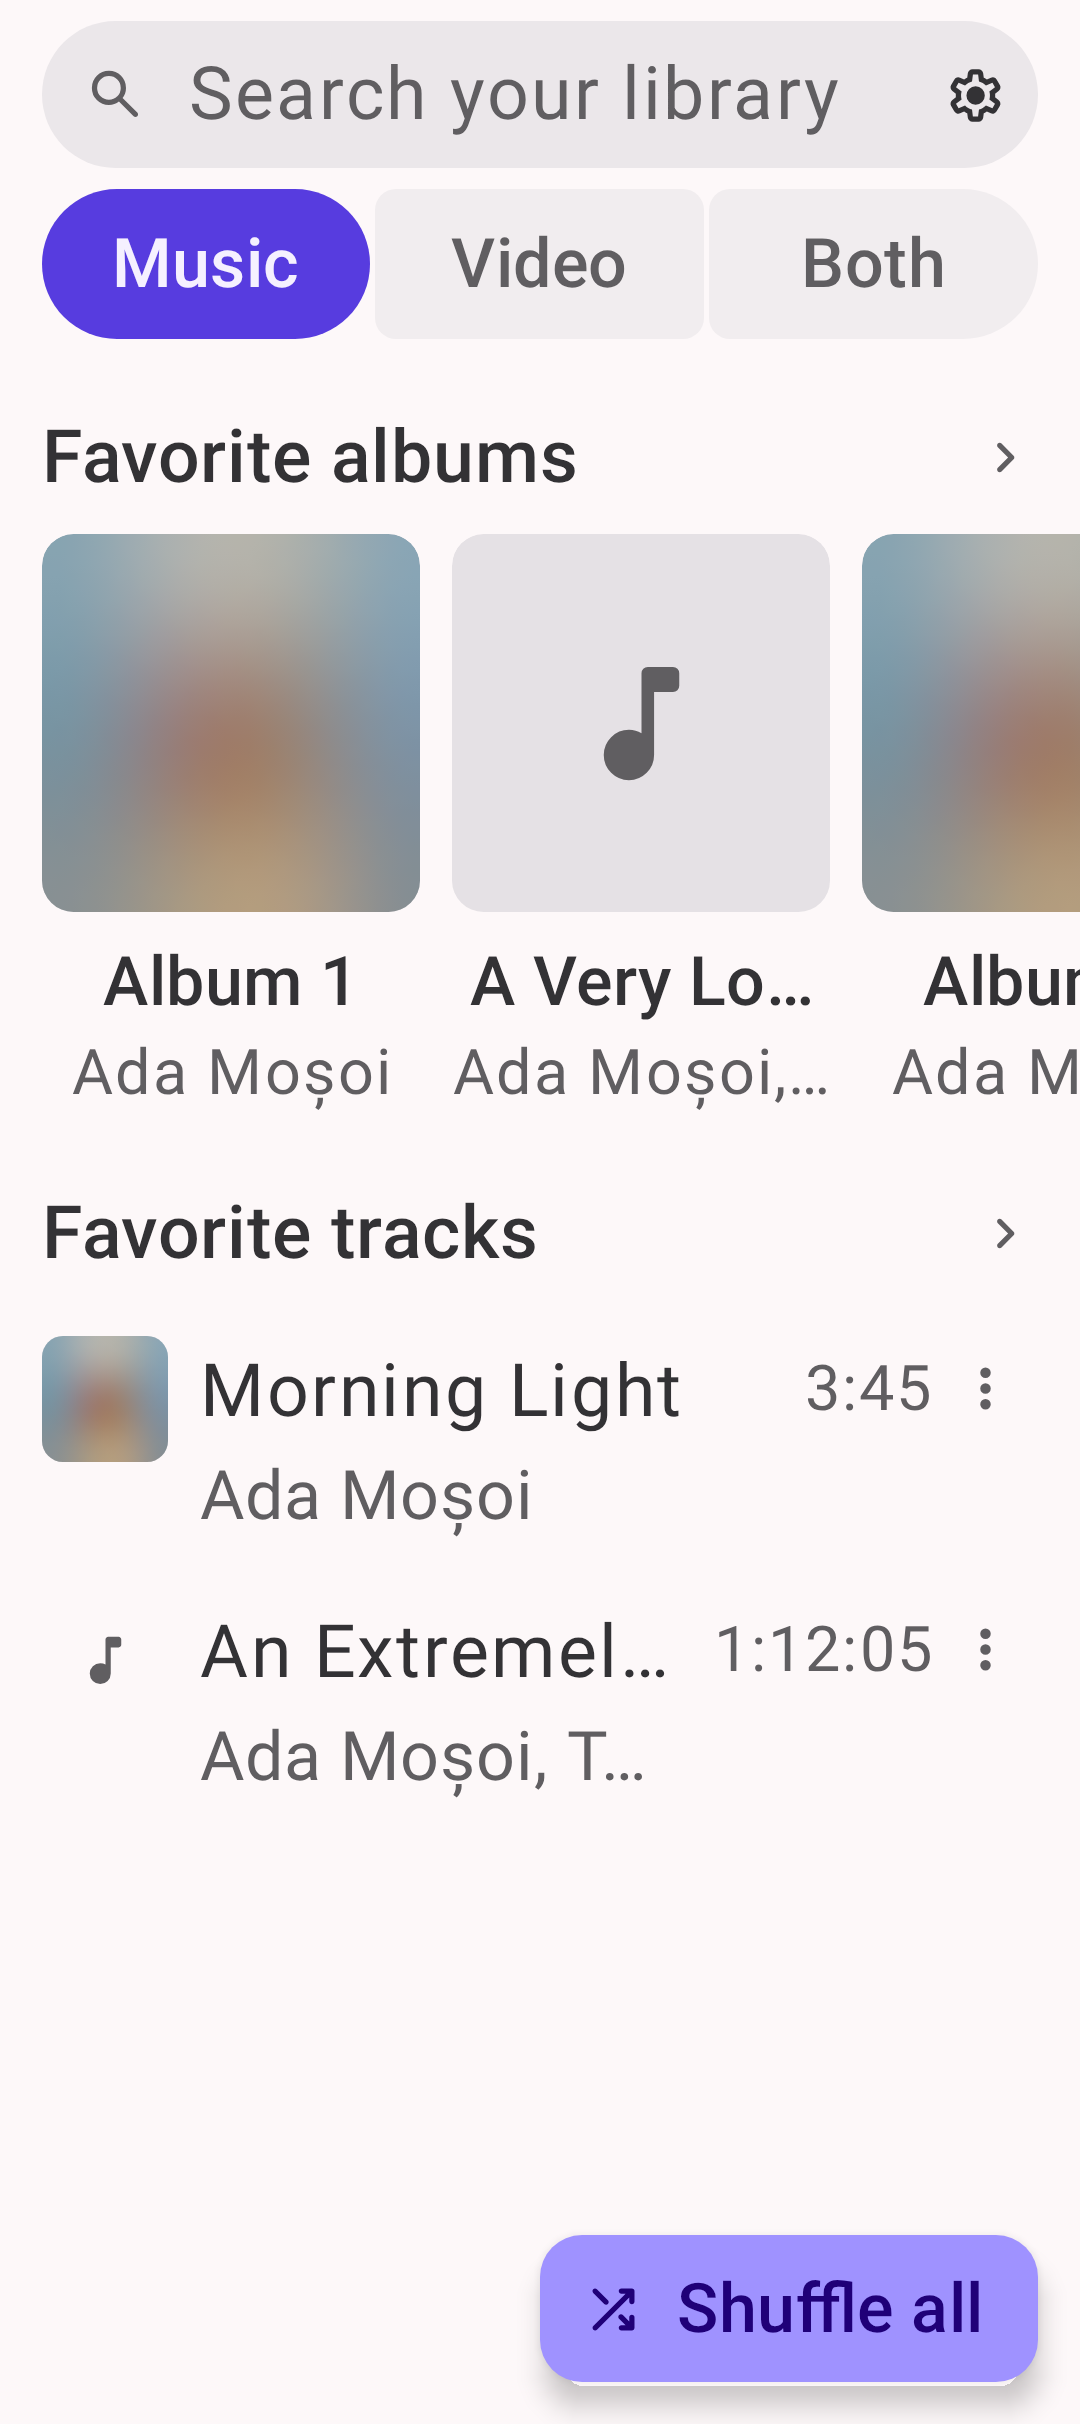 Search your library
Music Video Both
Favorite albums
Album 1
Ada Moșoi
A Very Lo…
Ada Moșoi,…
Albu
Ada M
Favorite tracks
Morning Light 3:45
Ada Moșoi
An Extremel… 1:12:05
Ada Moșoi, T…
Shuffle all